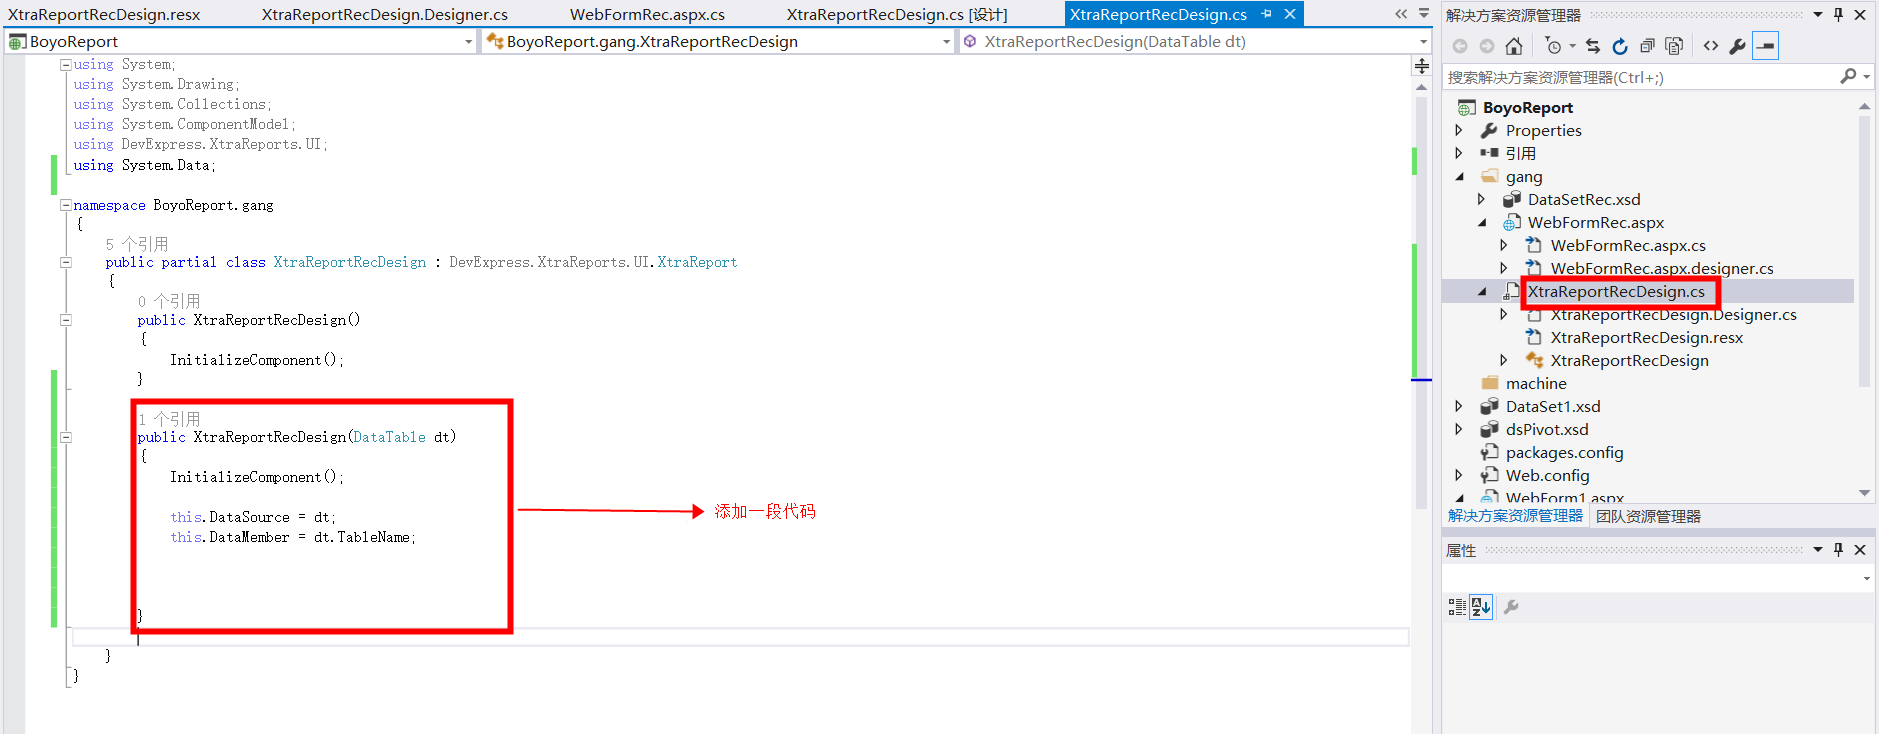 XtraReportRecDesign.resx
XtraReportRecDesign.Designer.cs
WebFormRec.aspx.cs
XtraReportRecDesign.cs [设计]
XtraReportRecDesign.cs
BoyoReport
BoyoReport.gang.XtraReportRecDesign
XtraReportRecDesign(DataTable dt)
using System;
using System.Drawing;
using System.Collections;
using System.ComponentModel;
using DevExpress.XtraReports.UI;
using System.Data;
namespace BoyoReport.gang
{
5 个引用
public partial class XtraReportRecDesign : DevExpress.XtraReports.UI.XtraReport
{
0 个引用
public XtraReportRecDesign()
{
InitializeComponent();
}
1 个引用
public XtraReportRecDesign(DataTable dt)
{
InitializeComponent();
this.DataSource = dt;
this.DataMember = dt.TableName;
}
}
}
添加一段代码
解决方案资源管理器
搜索解决方案资源管理器(Ctrl+;)
BoyoReport
Properties
引用
gang
DataSetRec.xsd
WebFormRec.aspx
WebFormRec.aspx.cs
WebFormRec.aspx.designer.cs
XtraReportRecDesign.cs
XtraReportRecDesign.Designer.cs
XtraReportRecDesign.resx
XtraReportRecDesign
machine
DataSet1.xsd
dsPivot.xsd
packages.config
Web.config
WebForm1.aspx
解决方案资源管理器 团队资源管理器
属性